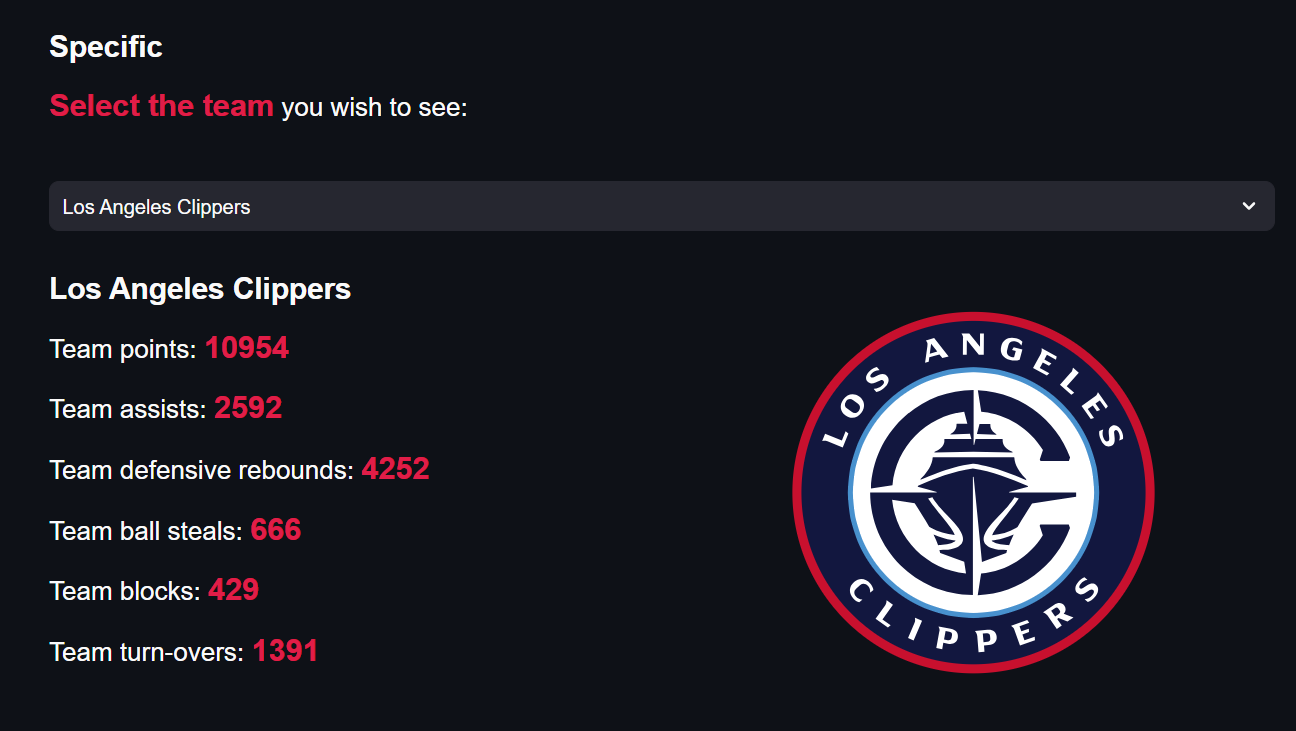 Specific
Select the team you wish to see:
Los Angeles Clippers
Los Angeles Clippers
Team points: 10954
Team assists: 2592
Team defensive rebounds: 4252
Team ball steals: 666
Team blocks: 429
Team turn-overs: 1391
LOS ANGELES
CLIPPERS